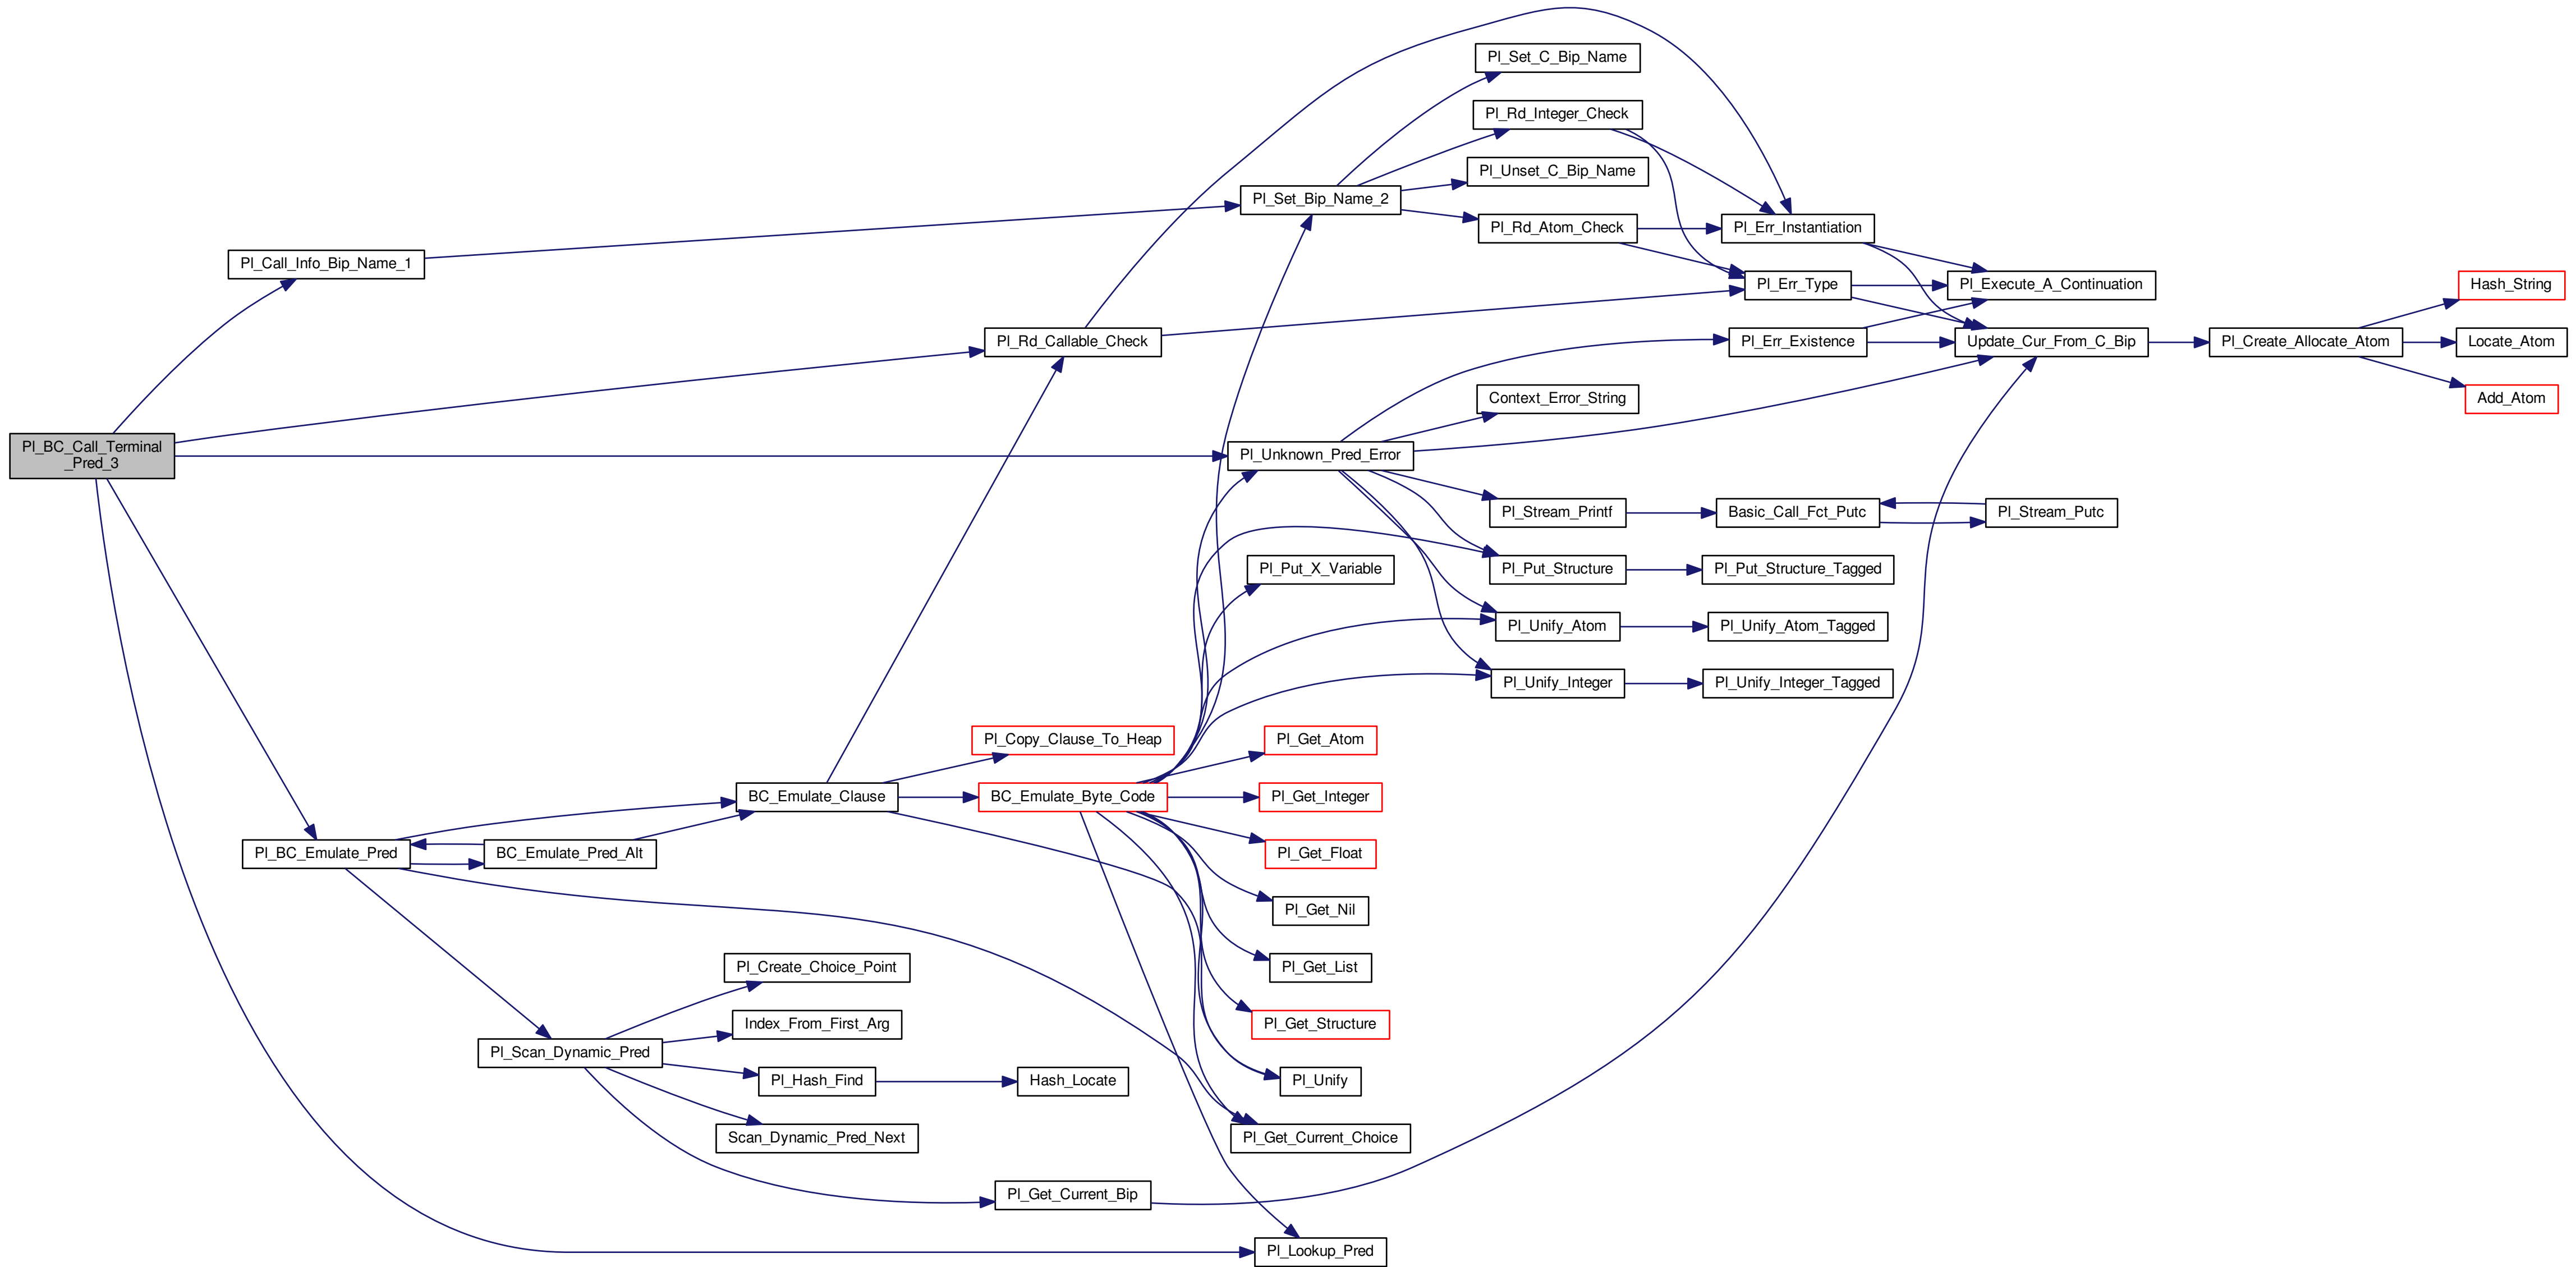 Pl_Set_C_Bip_Name
Pl_Rd_Integer_Check
Pl_Unset_C_Bip_Name
Pl_Set_Bip_Name_2
Pl_Rd_Atom_Check
Pl_Err_Instantiation
Pl_Call_Info_Bip_Name_1
Pl_Err_Type
Pl_Execute_A_Continuation
Hash_String
Pl_Rd_Callable_Check
Pl_Err_Existence
Update_Cur_From_C_Bip
Pl_Create_Allocate_Atom
Locate_Atom
Context_Error_String
Add_Atom
Pl_BC_Call_Terminal
_Pred_3
Pl_Unknown_Pred_Error
Pl_Stream_Printf
Basic_Call_Fct_Putc
Pl_Stream_Putc
Pl_Put_X_Variable
Pl_Put_Structure
Pl_Put_Structure_Tagged
Pl_Unify_Atom
Pl_Unify_Atom_Tagged
Pl_Unify_Integer
Pl_Unify_Integer_Tagged
Pl_Copy_Clause_To_Heap
Pl_Get_Atom
BC_Emulate_Clause
BC_Emulate_Byte_Code
Pl_Get_Integer
Pl_BC_Emulate_Pred
BC_Emulate_Pred_Alt
Pl_Get_Float
Pl_Get_Nil
Pl_Create_Choice_Point
Pl_Get_List
Index_From_First_Arg
Pl_Get_Structure
Pl_Scan_Dynamic_Pred
Pl_Hash_Find
Hash_Locate
Pl_Unify
Scan_Dynamic_Pred_Next
Pl_Get_Current_Choice
Pl_Get_Current_Bip
Pl_Lookup_Pred